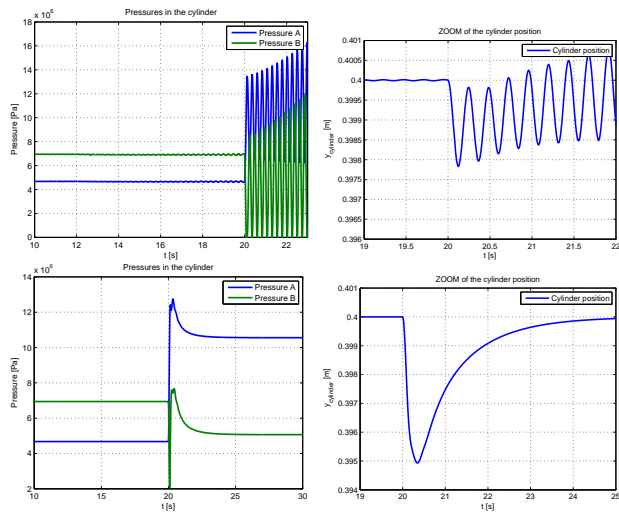 Pressures in the cylinder
x 10^6
18
16
14
12
10
8
6
4
2
0
10 12 14 16 18 20 22
t [s]
Pressure [Pa]
Pressure A
Pressure B
ZOOM of the cylinder position
0.401
0.4005
0.4
0.3995
0.399
0.3985
0.398
0.3975
0.397
0.3965
0.396
19 19.5 20 20.5 21 21.5 22
t [s]
y_cylinder [m]
Cylinder position
Pressures in the cylinder
x 10^6
14
12
10
8
6
4
2
10 15 20 25 30
t [s]
Pressure [Pa]
Pressure A
Pressure B
ZOOM of the cylinder position
0.401
0.4
0.399
0.398
0.397
0.396
0.395
0.394
19 20 21 22 23 24 25
t [s]
y_cylinder [m]
Cylinder position